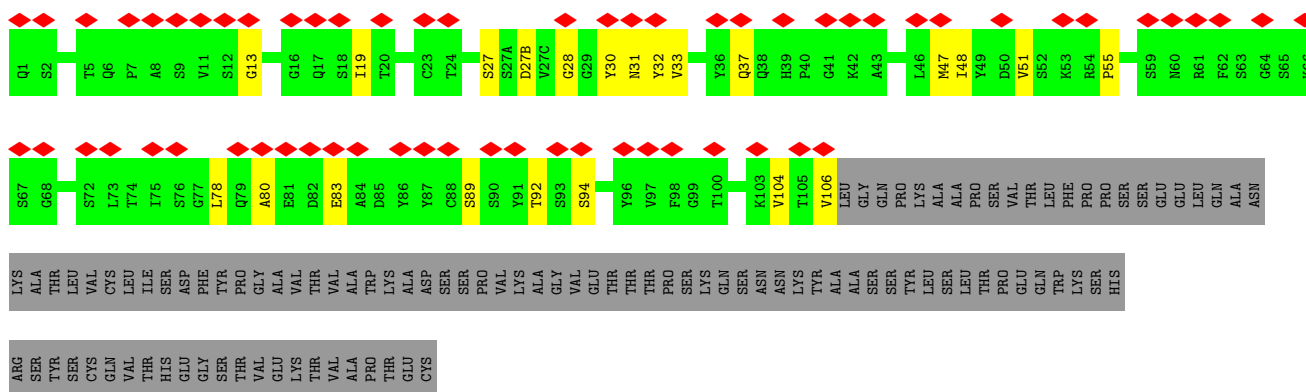 Q1 S2 T5 Q6 P7 A8 S9 V11 S12 G13 G16 Q17 S18 I19 T20 C23 T24 S27 S27A D27B V27C G28 G29 Y30 N31 Y32 V33 Y36 Q37 Q38 H39 P40 G41 K42 A43 L46 M47 I48 Y49 D50 V51 S52 K53 R54 P55 S59 N60 R61 F62 S63 G64 S65
S67 G68 S72 L73 T74 I75 S76 G77 L78 Q79 A80 E81 D82 E83 A84 D85 Y86 Y87 C88 S89 S90 Y91 T92 S93 S94 Y96 V97 F98 G99 T100 K103 V104 T105 V106 LEU GLY GLN PRO LYS ALA ALA PRO SER VAL THR LEU PHE PRO PRO SER SER GLU GLU LEU GLN ALA ASN
LYS ALA THR LEU VAL CYS LEU ILE SER ASP PHE TYR PRO GLY ALA VAL THR VAL ALA TRP LYS ALA ASP SER SER PRO VAL LYS ALA GLY VAL GLU THR THR THR PRO SER LYS GLN SER ASN ASN LYS TYR ALA ALA SER SER TYR LEU SER LEU THR PRO GLU GLN TRP LYS SER HIS
ARG SER TYR SER CYS GLN VAL THR HIS GLU GLY SER THR VAL GLU LYS THR VAL ALA PRO THR GLU CYS